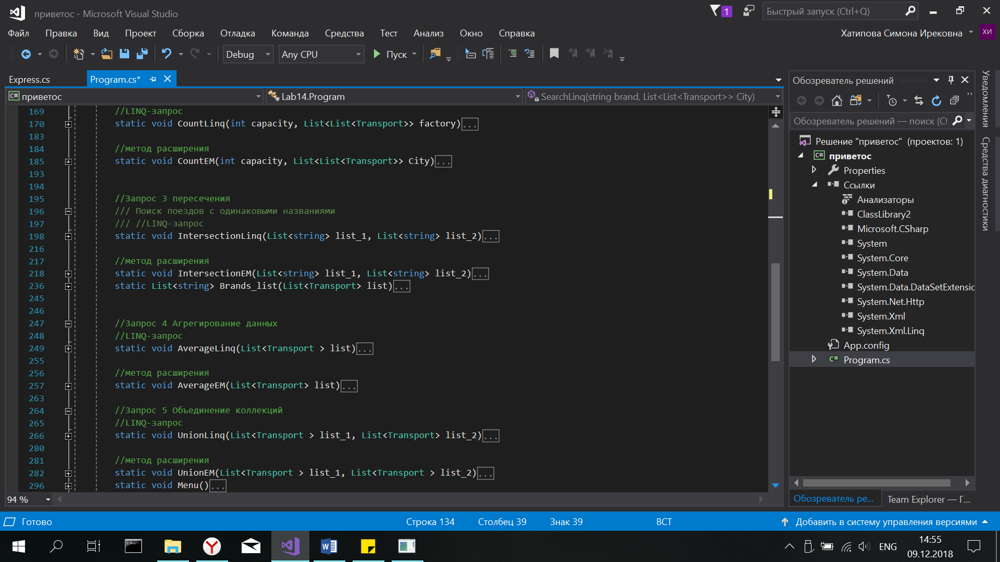 приветос - Microsoft Visual Studio
1
Быстрый запуск (Ctrl+Q)
Файл Правка Вид Проект Сборка Отладка Команда Средства Тест Анализ Окно Справка
Хатипова Симона Ирековна
ХИ
Debug
Any CPU
Пуск
Express.cs
Program.cs*
приветос
Lab14.Program
SearchLinq(string brand, List<List<Transport>> City)
169 //LINQ-запрос
170 static void CountLinq(int capacity, List<List<Transport>> factory)...
183
184 //метод расширения
185 static void CountEM(int capacity, List<List<Transport>> City)...
193
194
195 //Запрос 3 пересечения
196 /// Поиск поездов с одинаковыми названиями
197 /// //LINQ-запрос
198 static void IntersectionLinq(List<string> list_1, List<string> list_2)...
216
217 //метод расширения
218 static void IntersectionEM(List<string> list_1, List<string> list_2)...
236 static List<string> Brands_list(List<Transport> list)...
245
246
247 //Запрос 4 Агрегирование данных
248 //LINQ-запрос
249 static void AverageLinq(List<Transport > list)...
255
256 //метод расширения
257 static void AverageEM(List<Transport> list)...
263
264 //Запрос 5 Объединение коллекций
265 //LINQ-запрос
266 static void UnionLinq(List<Transport > list_1, List<Transport> list_2)...
280
281 //метод расширения
282 static void UnionEM(List<Transport > list_1, List<Transport > list_2)...
296 static void Menu()...
94 %
Обозреватель решений
Обозреватель решений — поиск (Ct
Решение "приветос" (проектов: 1)
C# приветос
Properties
Ссылки
Анализаторы
ClassLibrary2
Microsoft.CSharp
System
System.Core
System.Data
System.Data.DataSetExtensic
System.Net.Http
System.Xml
System.Xml.Linq
App.config
C# Program.cs
Обозреватель ре...
Team Explorer — Г...
Уведомления
Средства диагностики
Готово
Строка 134
Столбец 39
Знак 39
ВСТ
Добавить в систему управления версиями
ENG
14:55
09.12.2018